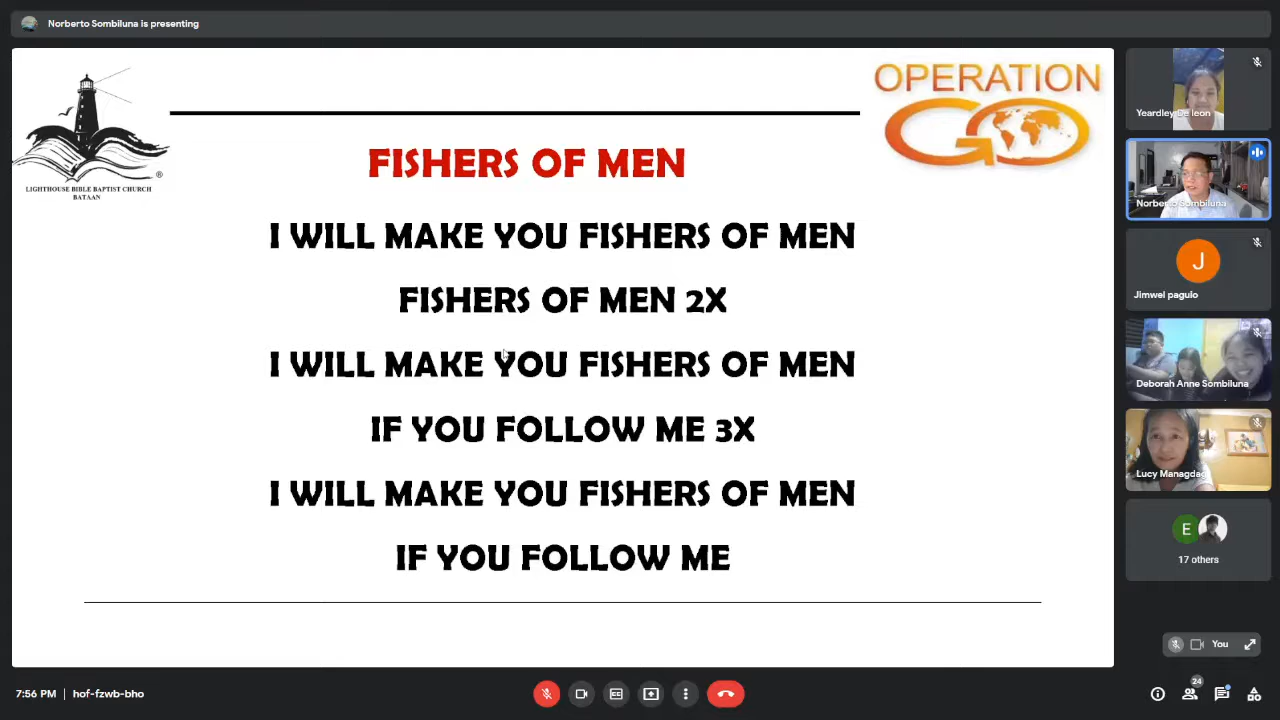 Norberto Sombiluna is presenting
LIGHTHOUSE BIBLE BAPTIST CHURCH
BATAAN
®
OPERATION
GO
FISHERS OF MEN
I WILL MAKE YOU FISHERS OF MEN
FISHERS OF MEN 2X
I WILL MAKE YOU FISHERS OF MEN
IF YOU FOLLOW ME 3X
I WILL MAKE YOU FISHERS OF MEN
IF YOU FOLLOW ME
Yeardley De leon
Norberto Sombiluna
J
Jimwei pagulo
Deborah Anne Sombiluna
Lucy Managdag
E
17 others
You
7:56 PM | hof-fzwb-bho
24